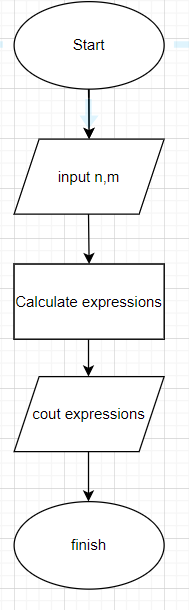 Start
input n,m
Calculate expressions
cout expressions
finish